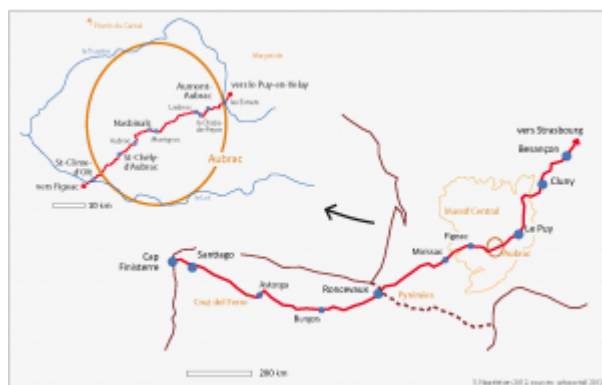 Aumont-
Aubrac
vers le Puy-en-Velay
Nasbinals
Aubrac
St-Chély-
d'Aubrac
St-Côme-
d'Olt
vers Figeac
Aubrac
10 km
vers Strasbourg
Besançon
Cluny
Massif Central
Le Puy
Figeac
Aubrac
Moissac
Cap
Finisterre
Santiago
Roncevaux
Pyrénées
Astorga
Cruz del Ferro
Burgos
200 km